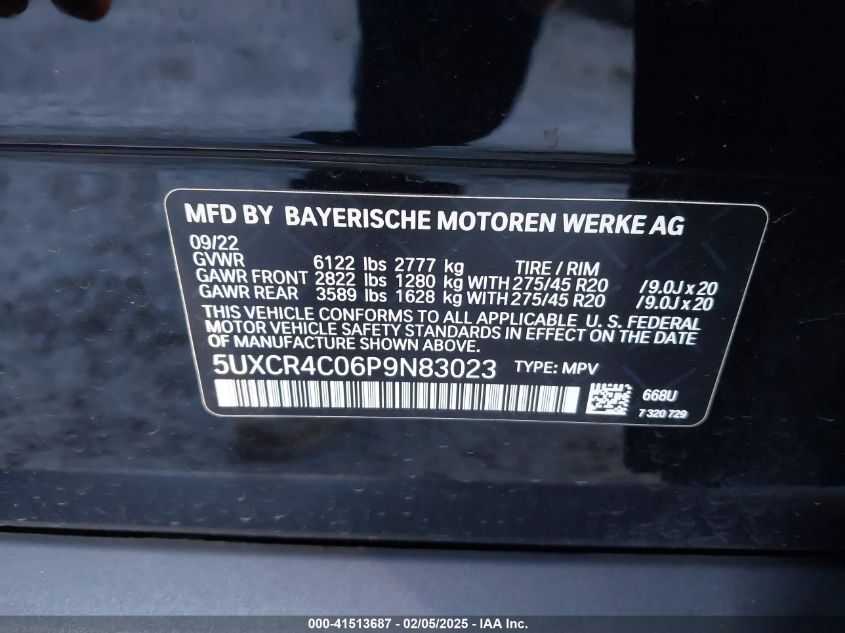 MFD BY BAYERISCHE MOTOREN WERKE AG
09/22
GVWR 6122 lbs 2777 kg TIRE / RIM
GAWR FRONT 2822 lbs 1280 kg WITH 275/45 R20 /9.0J x 20
GAWR REAR 3589 lbs 1628 kg WITH 275/45 R20 /9.0J x 20
THIS VEHICLE CONFORMS TO ALL APPLICABLE U. S. FEDERAL
MOTOR VEHICLE SAFETY STANDARDS IN EFFECT ON THE DATE
OF MANUFACTURE SHOWN ABOVE.
5UXCR4C06P9N83023 TYPE: MPV
668U
7 320 729
000-41513687 - 02/05/2025 - IAA Inc.